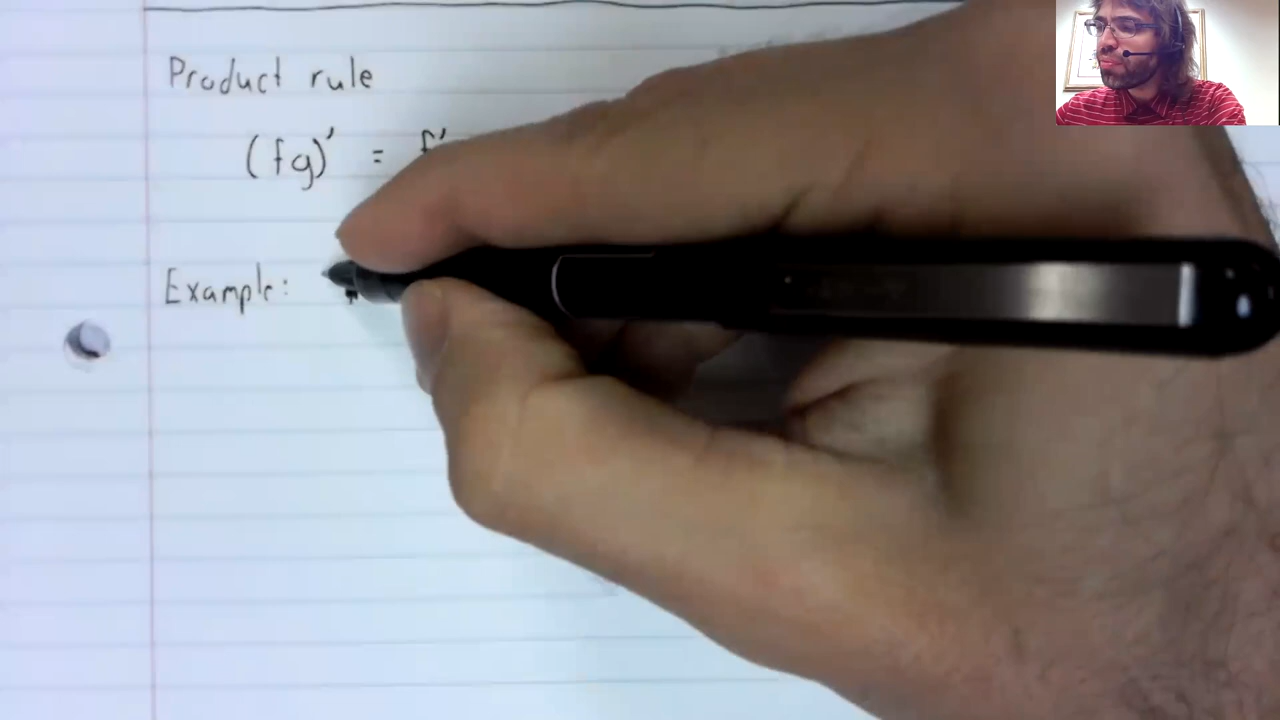 Product rule
(fg)' = f'
Example: